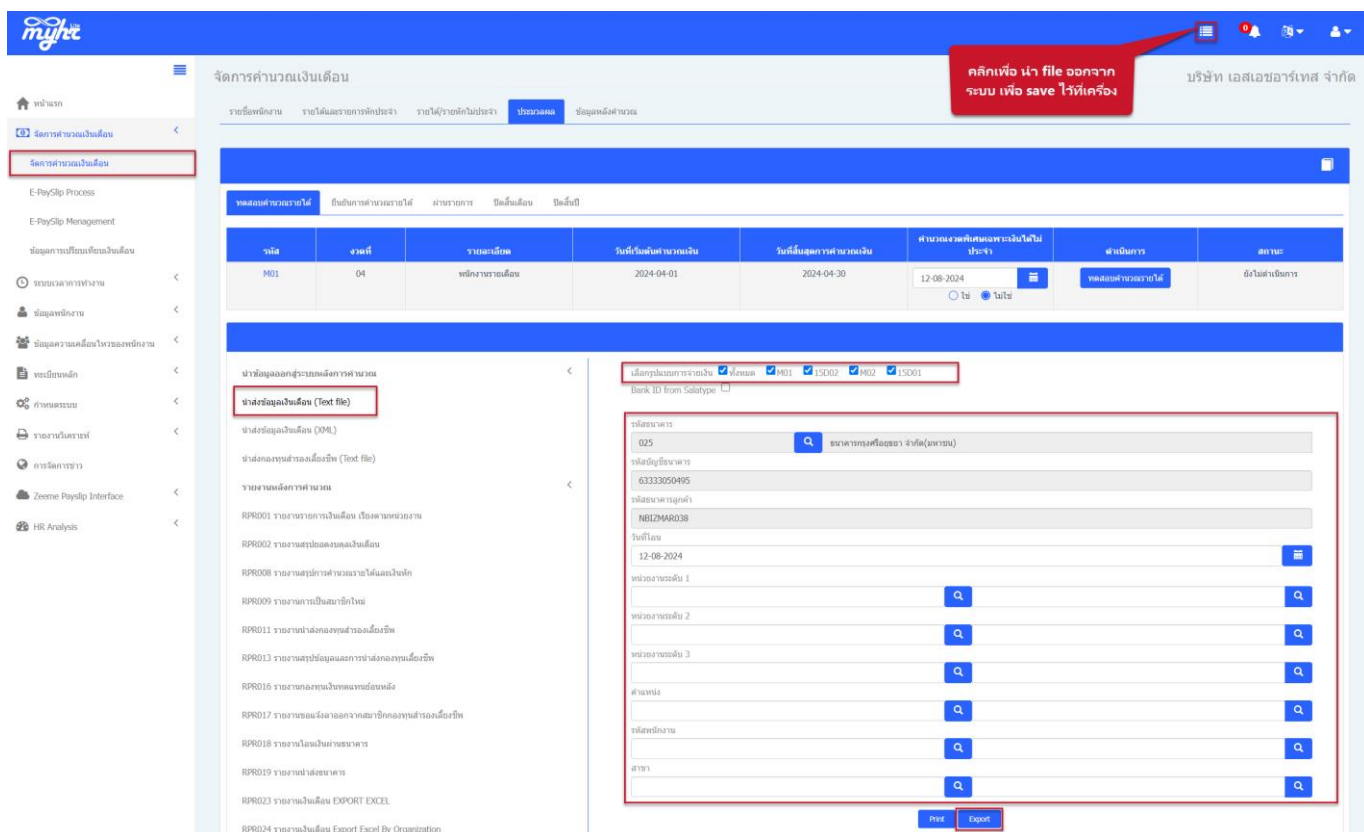 myhr Lite
0
คลิกเพื่อ นำ file ออกจาก
ระบบ เพื่อ save ไว้ที่เครื่อง
จัดการคำนวณเงินเดือน
บริษัท เอสเอชอาร์เทส จำกัด
หน้าแรก
จัดการคำนวณเงินเดือน
จัดการคำนวณเงินเดือน
E-PaySlip Process
E-PaySlip Menagement
ข้อมูลการเปรียบเทียบเงินเดือน
ระบบเวลาการทำงาน
ข้อมูลพนักงาน
ข้อมูลความเคลื่อนไหวของพนักงาน
ทะเบียนหลัก
กำหนดระบบ
รายงานวิเคราะห์
การจัดการข่าว
Zeeme Payslip Interface
HR Analysis
รายชื่อพนักงาน รายได้และรายการหักประจำ รายได้/รายหักไม่ประจำ ประมวลผล ข้อมูลหลังคำนวณ
ทดสอบคำนวณรายได้ ยืนยันการคำนวณรายได้ ผ่านรายการ ปิดสิ้นเดือน ปิดสิ้นปี
รหัส งวดที่ รายละเอียด วันที่เริ่มต้นคำนวณเงิน วันที่สิ้นสุดการคำนวณเงิน คำนวณงวดพิเศษเฉพาะเงินได้ไม่ประจำ ดำเนินการ สถานะ
M01 04 พนักงานรายเดือน 2024-04-01 2024-04-30 12-08-2024 ทดสอบคำนวณรายได้ ยังไม่ดำเนินการ
ใช่ ไม่ใช่
นำข้อมูลออกสู่ระบบหลังการคำนวณ
นำส่งข้อมูลเงินเดือน (Text file)
นำส่งข้อมูลเงินเดือน (XML)
นำส่งกองทุนสำรองเลี้ยงชีพ (Text file)
รายงานหลังการคำนวณ
RPR001 รายงานรายการเงินเดือน เรียงตามหน่วยงาน
RPR002 รายงานสรุปยอดงบดุลเงินเดือน
RPR008 รายงานสรุปการคำนวณรายได้และเงินหัก
RPR009 รายงานการเป็นสมาชิกใหม่
RPR011 รายงานนำส่งกองทุนสำรองเลี้ยงชีพ
RPR013 รายงานสรุปข้อมูลและการนำส่งกองทุนเลี้ยงชีพ
RPR016 รายงานกองทุนเงินทดแทนย้อนหลัง
RPR017 รายงานขอแจ้งลาออกจากสมาชิกกองทุนสำรองเลี้ยงชีพ
RPR018 รายงานโอนเงินผ่านธนาคาร
RPR019 รายงานนำส่งธนาคาร
RPR023 รายงานเงินเดือน EXPORT EXCEL
RPR024 รายงานเงินเดือน Export Excel By Organization
เลือกรูปแบบการจ่ายเงิน ทั้งหมด M01 15D02 M02 15D01
Bank ID from Salatype
รหัสธนาคาร
025 ธนาคารกรุงศรีอยุธยา จำกัด(มหาชน)
รหัสบัญชีธนาคาร
63333050495
รหัสธนาคารลูกค้า
NBIZMAR038
วันที่โอน
12-08-2024
หน่วยงานระดับ 1
หน่วยงานระดับ 2
หน่วยงานระดับ 3
ตำแหน่ง
รหัสพนักงาน
สาขา
Print Export